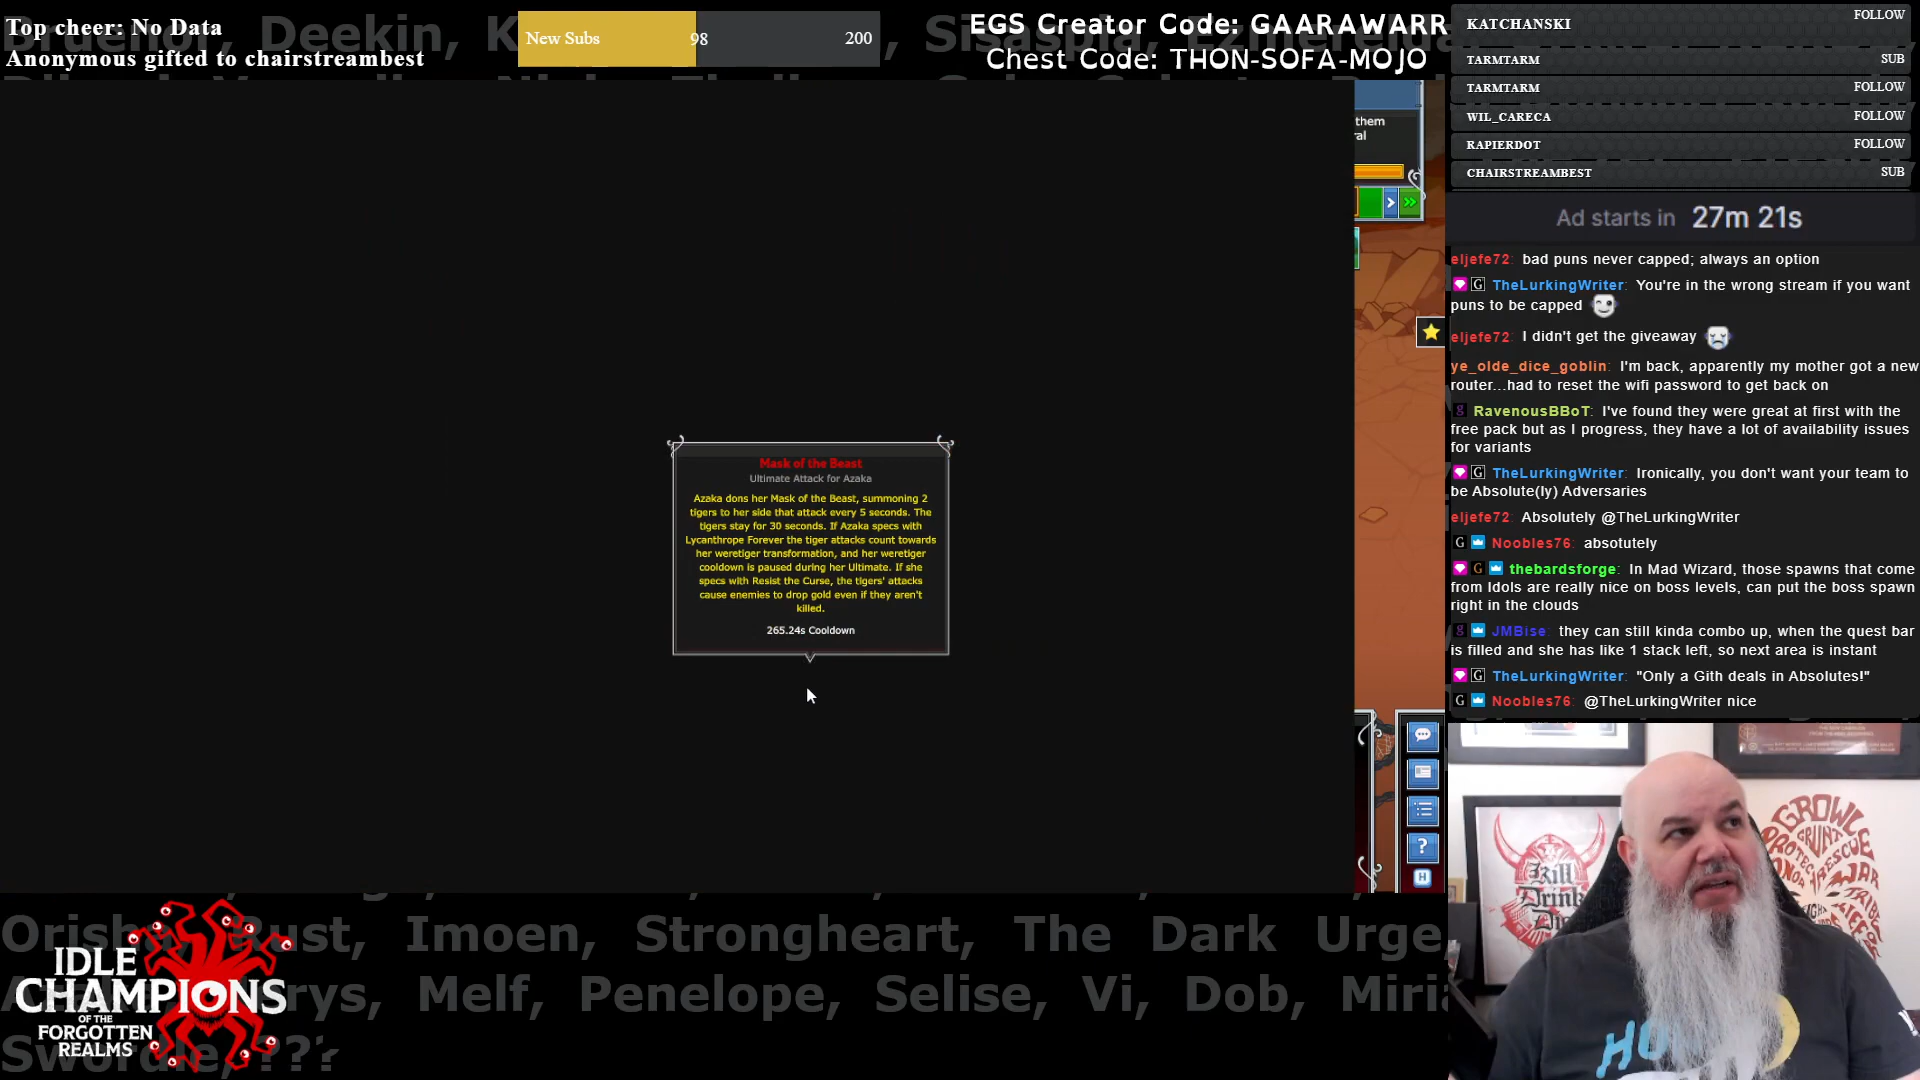 Top cheer: No Data
Anonymous gifted to chairstreambest
New Subs 98 200
EGS Creator Code: GAARAWARR
Chest Code: THON-SOFA-MOJO
Deekin,
KATCHANSKI FOLLOW
TARMTARM SUB
TARMTARM FOLLOW
WIL_CARECA FOLLOW
RAPIERDOT FOLLOW
CHAIRSTREAMBEST SUB
Ad starts in 27m 21s
them
ral
eljefe72: bad puns never capped; always an option
TheLurkingWriter: You're in the wrong stream if you want
puns to be capped
eljefe72: I didn't get the giveaway
ye_olde_dice_goblin: I'm back, apparently my mother got a new
router...had to reset the wifi password to get back on
RavenousBBoT: I've found they were great at first with the
free pack but as I progress, they have a lot of availability issues
for variants
TheLurkingWriter: Ironically, you don't want your team to
be Absolute(ly) Adversaries
eljefe72: Absolutely @TheLurkingWriter
Noobles76: absotutely
thebardsforge: In Mad Wizard, those spawns that come
from Idols are really nice on boss levels, can put the boss spawn
right in the clouds
JMBise: they can still kinda combo up, when the quest bar
is filled and she has like 1 stack left, so next area is instant
TheLurkingWriter: "Only a Gith deals in Absolutes!"
Noobles76: @TheLurkingWriter nice
Mask of the Beast
Ultimate Attack for Azaka
Azaka dons her Mask of the Beast, summoning 2
tigers to her side that attack every 5 seconds. The
tigers stay for 30 seconds. If Azaka specs with
Lycanthrope Forever the tiger attacks count towards
her weretiger transformation, and her weretiger
cooldown is paused during her Ultimate. If she
specs with Resist the Curse, the tigers' attacks
cause enemies to drop gold even if they aren't
killed.
265.24s Cooldown
?
H
Rust, Imoen, Strongheart, The Dark Urge,
Melf, Penelope, Selise, Vi, Dob,
???
IDLE
CHAMPIONS
OF THE
FORGOTTEN
REALMS
Kill
Drink
GROWL
GRUNT
PROTECT
RESCUE
WAR